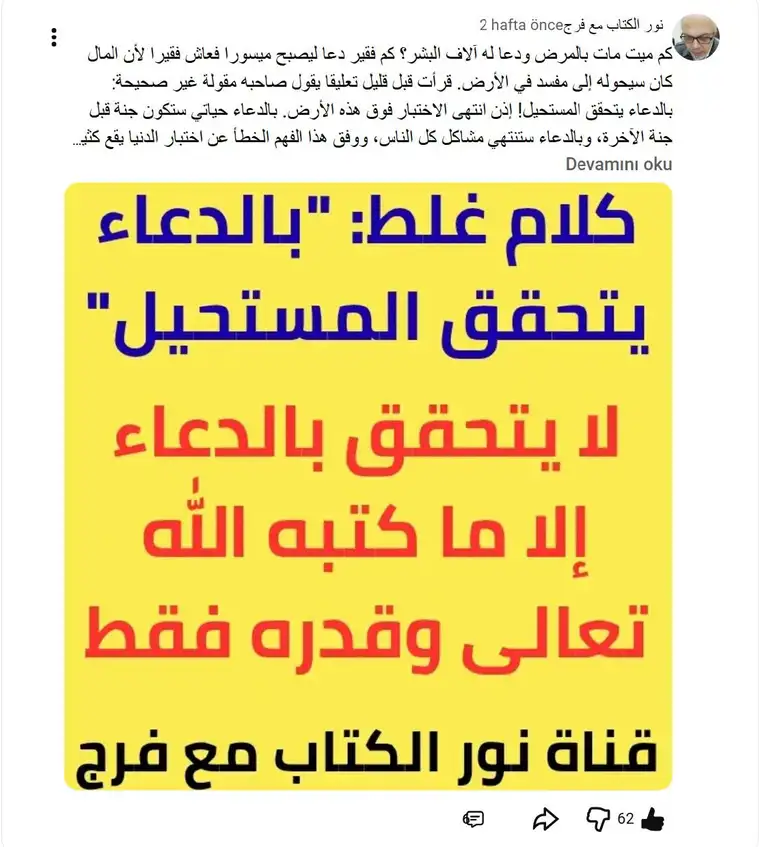 نور الكتاب مع فرج 2 hafta önce
كم ميت مات بالمرض ودعا له آلاف البشر؟ كم فقير دعا ليصبح ميسورا فعاش فقيرا لأن المال
كان سيحوله إلى مفسد في الأرض. قرأت قبل قليل تعليقا يقول صاحبه مقولة غير صحيحة:
بالدعاء يتحقق المستحيل! إذن انتهى الاختبار فوق هذه الأرض. بالدعاء حياتي ستكون جنة قبل
جنة الآخرة، وبالدعاء ستنتهي مشاكل كل الناس، ووفق هذا الفهم الخطأ عن اختبار الدنيا يقع كثيـ...
Devamını oku
كلام غلط: "بالدعاء
يتحقق المستحيل"
لا يتحقق بالدعاء
إلا ما كتبه الله
تعالى وقدره فقط
قناة نور الكتاب مع فرج
62